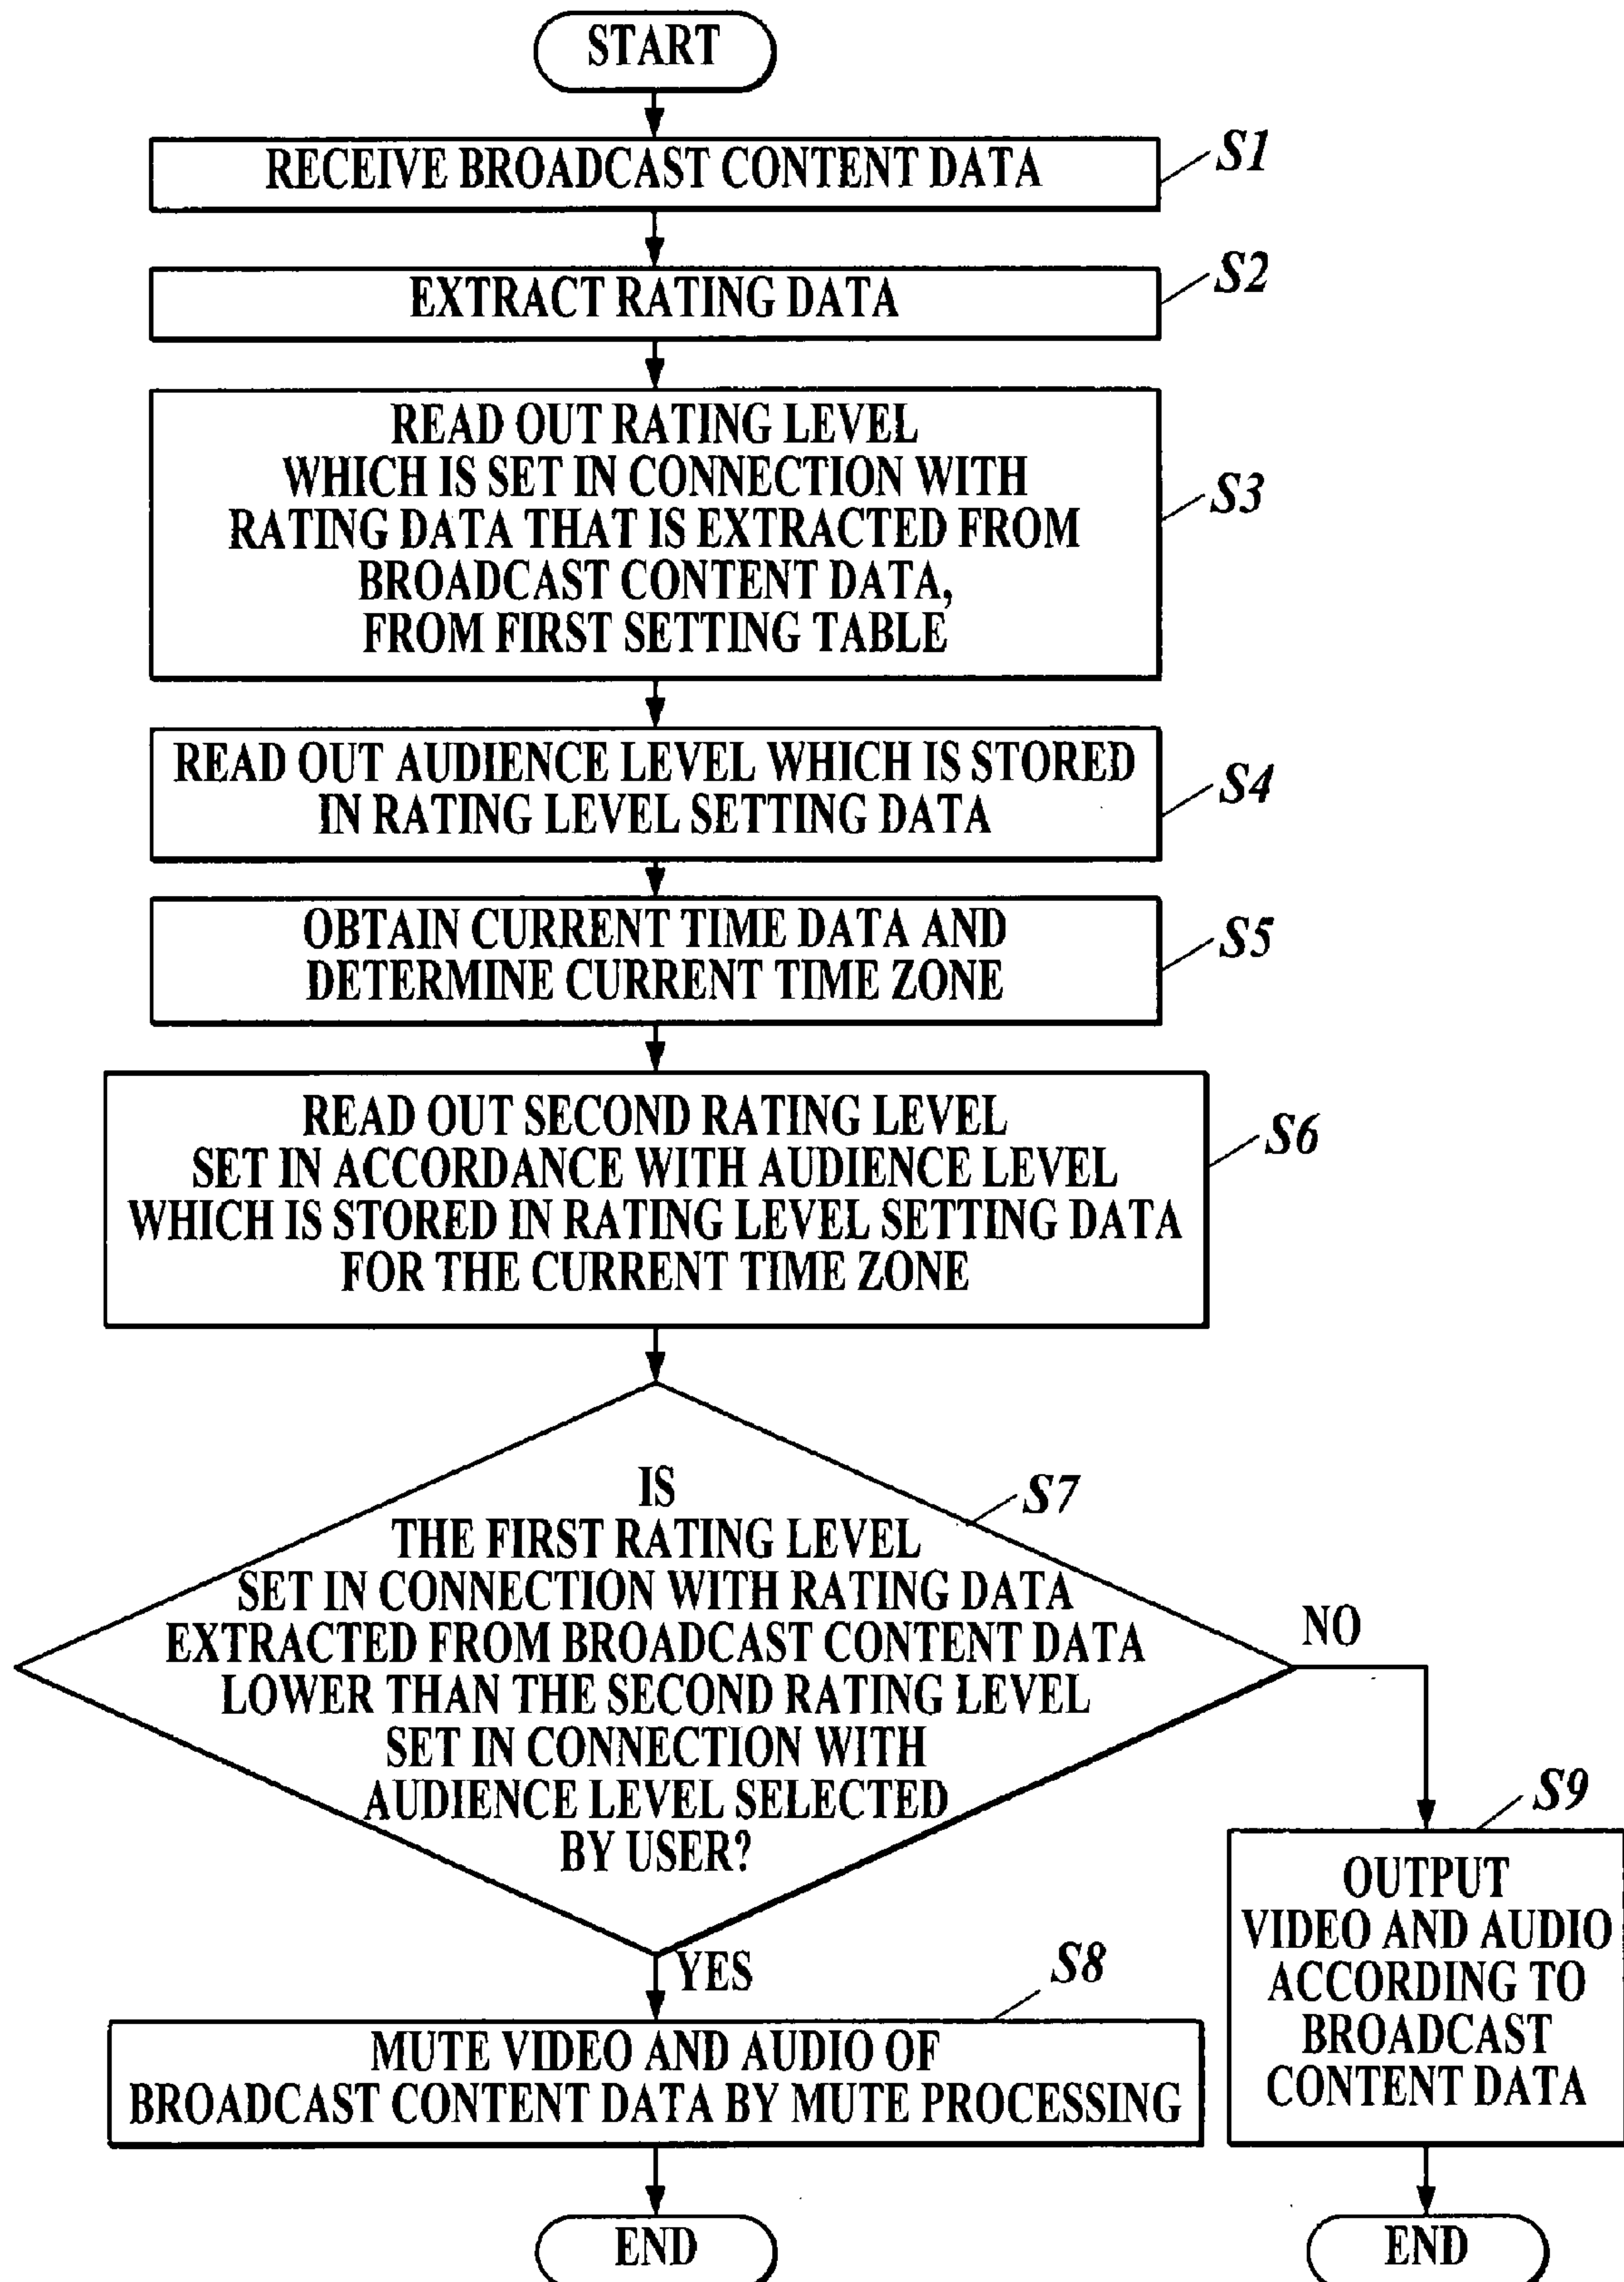 START
RECEIVE BROADCAST CONTENT DATA
S1
EXTRACT RATING DATA
S2
READ OUT RATING LEVEL
WHICH IS SET IN CONNECTION WITH
RATING DATA THAT IS EXTRACTED FROM
BROADCAST CONTENT DATA,
FROM FIRST SETTING TABLE
S3
READ OUT AUDIENCE LEVEL WHICH IS STORED
IN RATING LEVEL SETTING DATA
S4
OBTAIN CURRENT TIME DATA AND
DETERMINE CURRENT TIME ZONE
S5
READ OUT SECOND RATING LEVEL
SET IN ACCORDANCE WITH AUDIENCE LEVEL
WHICH IS STORED IN RATING LEVEL SETTING DATA
FOR THE CURRENT TIME ZONE
S6
IS
THE FIRST RATING LEVEL
SET IN CONNECTION WITH RATING DATA
EXTRACTED FROM BROADCAST CONTENT DATA
LOWER THAN THE SECOND RATING LEVEL
SET IN CONNECTION WITH
AUDIENCE LEVEL SELECTED
BY USER?
S7
NO
YES
S8
MUTE VIDEO AND AUDIO OF
BROADCAST CONTENT DATA BY MUTE PROCESSING
END
S9
OUTPUT
VIDEO AND AUDIO
ACCORDING TO
BROADCAST
CONTENT DATA
END